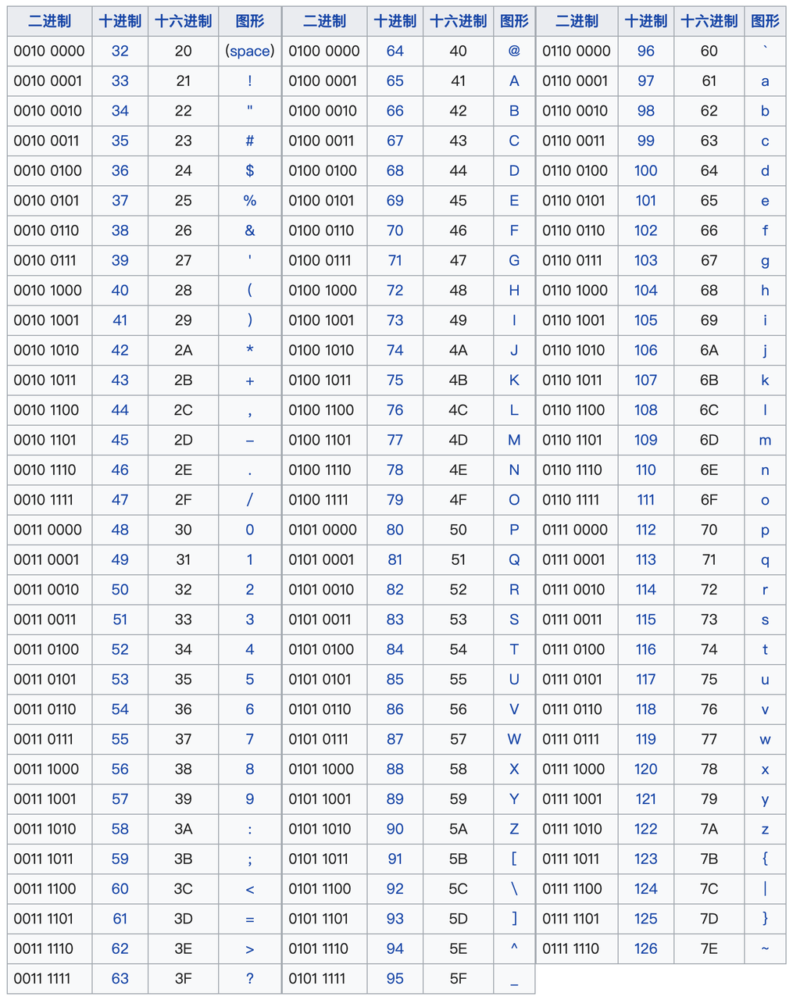 二进制 十进制 十六进制 图形 二进制 十进制 十六进制 图形 二进制 十进制 十六进制 图形
0010 0000 32 20 (space) 0100 0000 64 40 @ 0110 0000 96 60 `
0010 0001 33 21 ! 0100 0001 65 41 A 0110 0001 97 61 a
0010 0010 34 22 " 0100 0010 66 42 B 0110 0010 98 62 b
0010 0011 35 23 # 0100 0011 67 43 C 0110 0011 99 63 c
0010 0100 36 24 $ 0100 0100 68 44 D 0110 0100 100 64 d
0010 0101 37 25 % 0100 0101 69 45 E 0110 0101 101 65 e
0010 0110 38 26 & 0100 0110 70 46 F 0110 0110 102 66 f
0010 0111 39 27 ' 0100 0111 71 47 G 0110 0111 103 67 g
0010 1000 40 28 ( 0100 1000 72 48 H 0110 1000 104 68 h
0010 1001 41 29 ) 0100 1001 73 49 I 0110 1001 105 69 i
0010 1010 42 2A * 0100 1010 74 4A J 0110 1010 106 6A j
0010 1011 43 2B + 0100 1011 75 4B K 0110 1011 107 6B k
0010 1100 44 2C , 0100 1100 76 4C L 0110 1100 108 6C l
0010 1101 45 2D – 0100 1101 77 4D M 0110 1101 109 6D m
0010 1110 46 2E . 0100 1110 78 4E N 0110 1110 110 6E n
0010 1111 47 2F / 0100 1111 79 4F O 0110 1111 111 6F o
0011 0000 48 30 0 0101 0000 80 50 P 0111 0000 112 70 p
0011 0001 49 31 1 0101 0001 81 51 Q 0111 0001 113 71 q
0011 0010 50 32 2 0101 0010 82 52 R 0111 0010 114 72 r
0011 0011 51 33 3 0101 0011 83 53 S 0111 0011 115 73 s
0011 0100 52 34 4 0101 0100 84 54 T 0111 0100 116 74 t
0011 0101 53 35 5 0101 0101 85 55 U 0111 0101 117 75 u
0011 0110 54 36 6 0101 0110 86 56 V 0111 0110 118 76 v
0011 0111 55 37 7 0101 0111 87 57 W 0111 0111 119 77 w
0011 1000 56 38 8 0101 1000 88 58 X 0111 1000 120 78 x
0011 1001 57 39 9 0101 1001 89 59 Y 0111 1001 121 79 y
0011 1010 58 3A : 0101 1010 90 5A Z 0111 1010 122 7A z
0011 1011 59 3B ; 0101 1011 91 5B [ 0111 1011 123 7B {
0011 1100 60 3C < 0101 1100 92 5C \ 0111 1100 124 7C |
0011 1101 61 3D = 0101 1101 93 5D ] 0111 1101 125 7D }
0011 1110 62 3E > 0101 1110 94 5E ^ 0111 1110 126 7E ~
0011 1111 63 3F ? 0101 1111 95 5F _